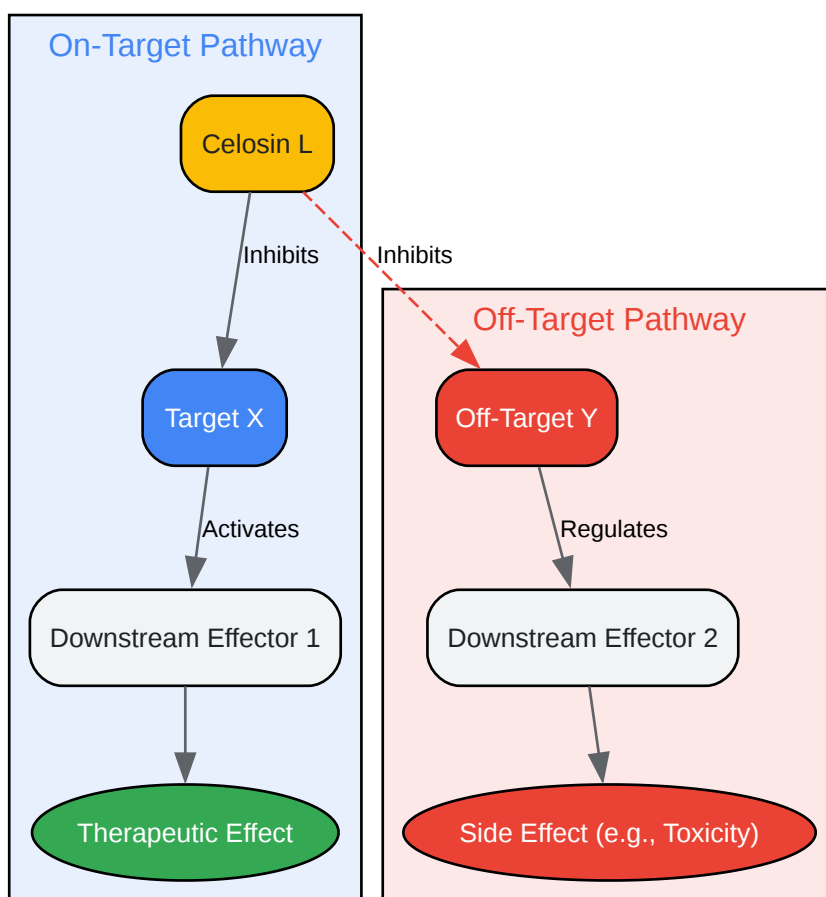 On-Target Pathway
Celosin L
Inhibits
Inhibits
Off-Target Pathway
Target X
Off-Target Y
Activates
Regulates
Downstream Effector 1
Downstream Effector 2
Therapeutic Effect
Side Effect (e.g., Toxicity)